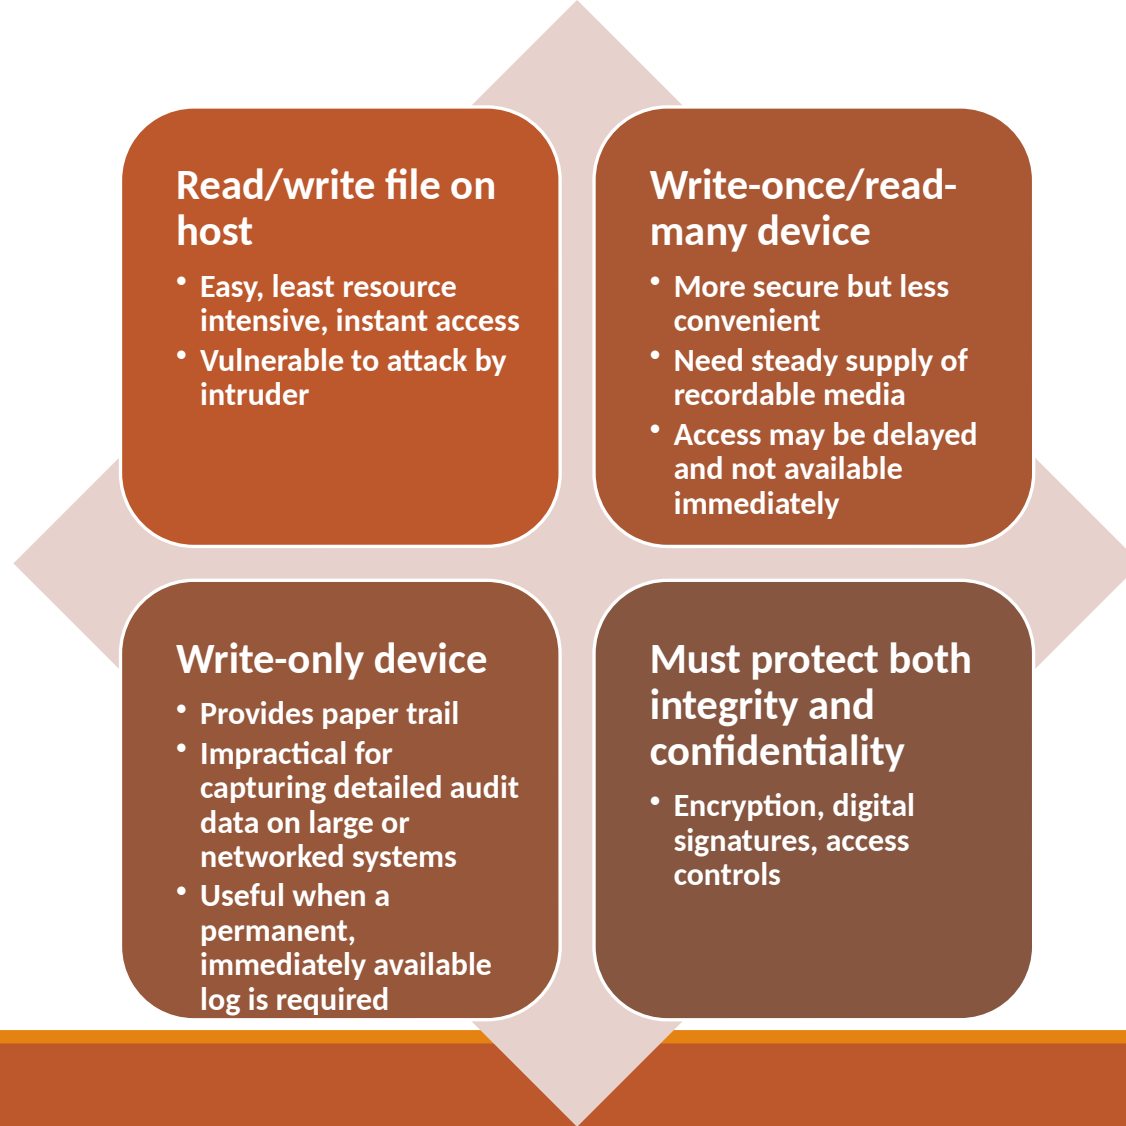 Read/write file on
host
• Easy, least resource
intensive, instant access
• Vulnerable to attack by
intruder
Write-once/read-
many device
• More secure but less
convenient
• Need steady supply of
recordable media
• Access may be delayed
and not available
immediately
Write-only device
• Provides paper trail
• Impractical for
capturing detailed audit
data on large or
networked systems
• Useful when a
permanent,
immediately available
log is required
Must protect both
integrity and
confidentiality
• Encryption, digital
signatures, access
controls